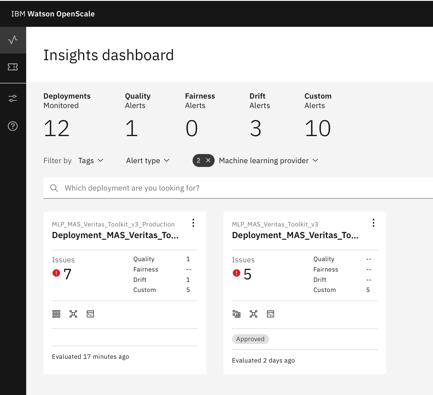 IBM Watson OpenScale
Insights dashboard
Deployments Monitored 12
Quality Alerts 1
Fairness Alerts 0
Drift Alerts 3
Custom Alerts 10
Filter by Tags Alert type 2 × Machine learning provider
Which deployment are you looking for?
MLP_MAS_Veritas_Toolkit_v3_Production
Deployment_MAS_Veritas_To...
Issues
7
Quality 1
Fairness --
Drift 1
Custom 5
Evaluated 17 minutes ago
MLP_MAS_Veritas_Toolkit_v3
Deployment_MAS_Veritas_To...
Issues
5
Quality --
Fairness --
Drift --
Custom 5
Approved
Evaluated 2 days ago